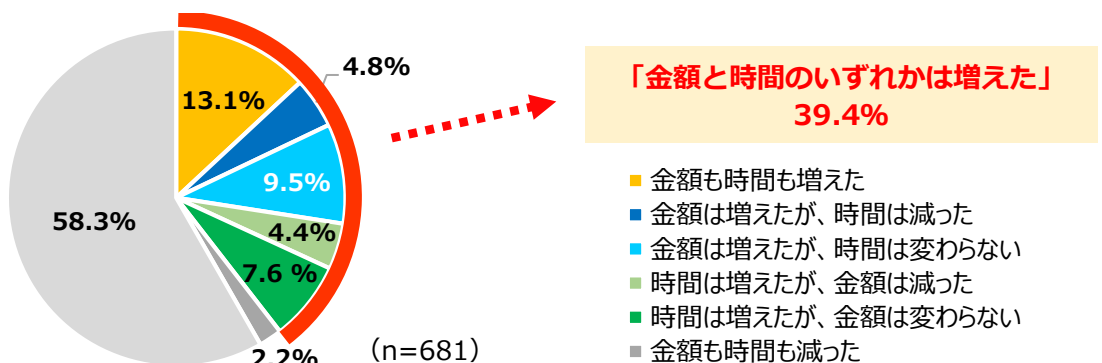 4.8%
13.1%
9.5%
58.3%
4.4%
7.6 %
2.2%
（n=681）
「金額と時間のいずれかは増えた」
39.4%
金額も時間も増えた
金額は増えたが、時間は減った
金額は増えたが、時間は変わらない
時間は増えたが、金額は減った
時間は増えたが、金額は変わらない
金額も時間も減った